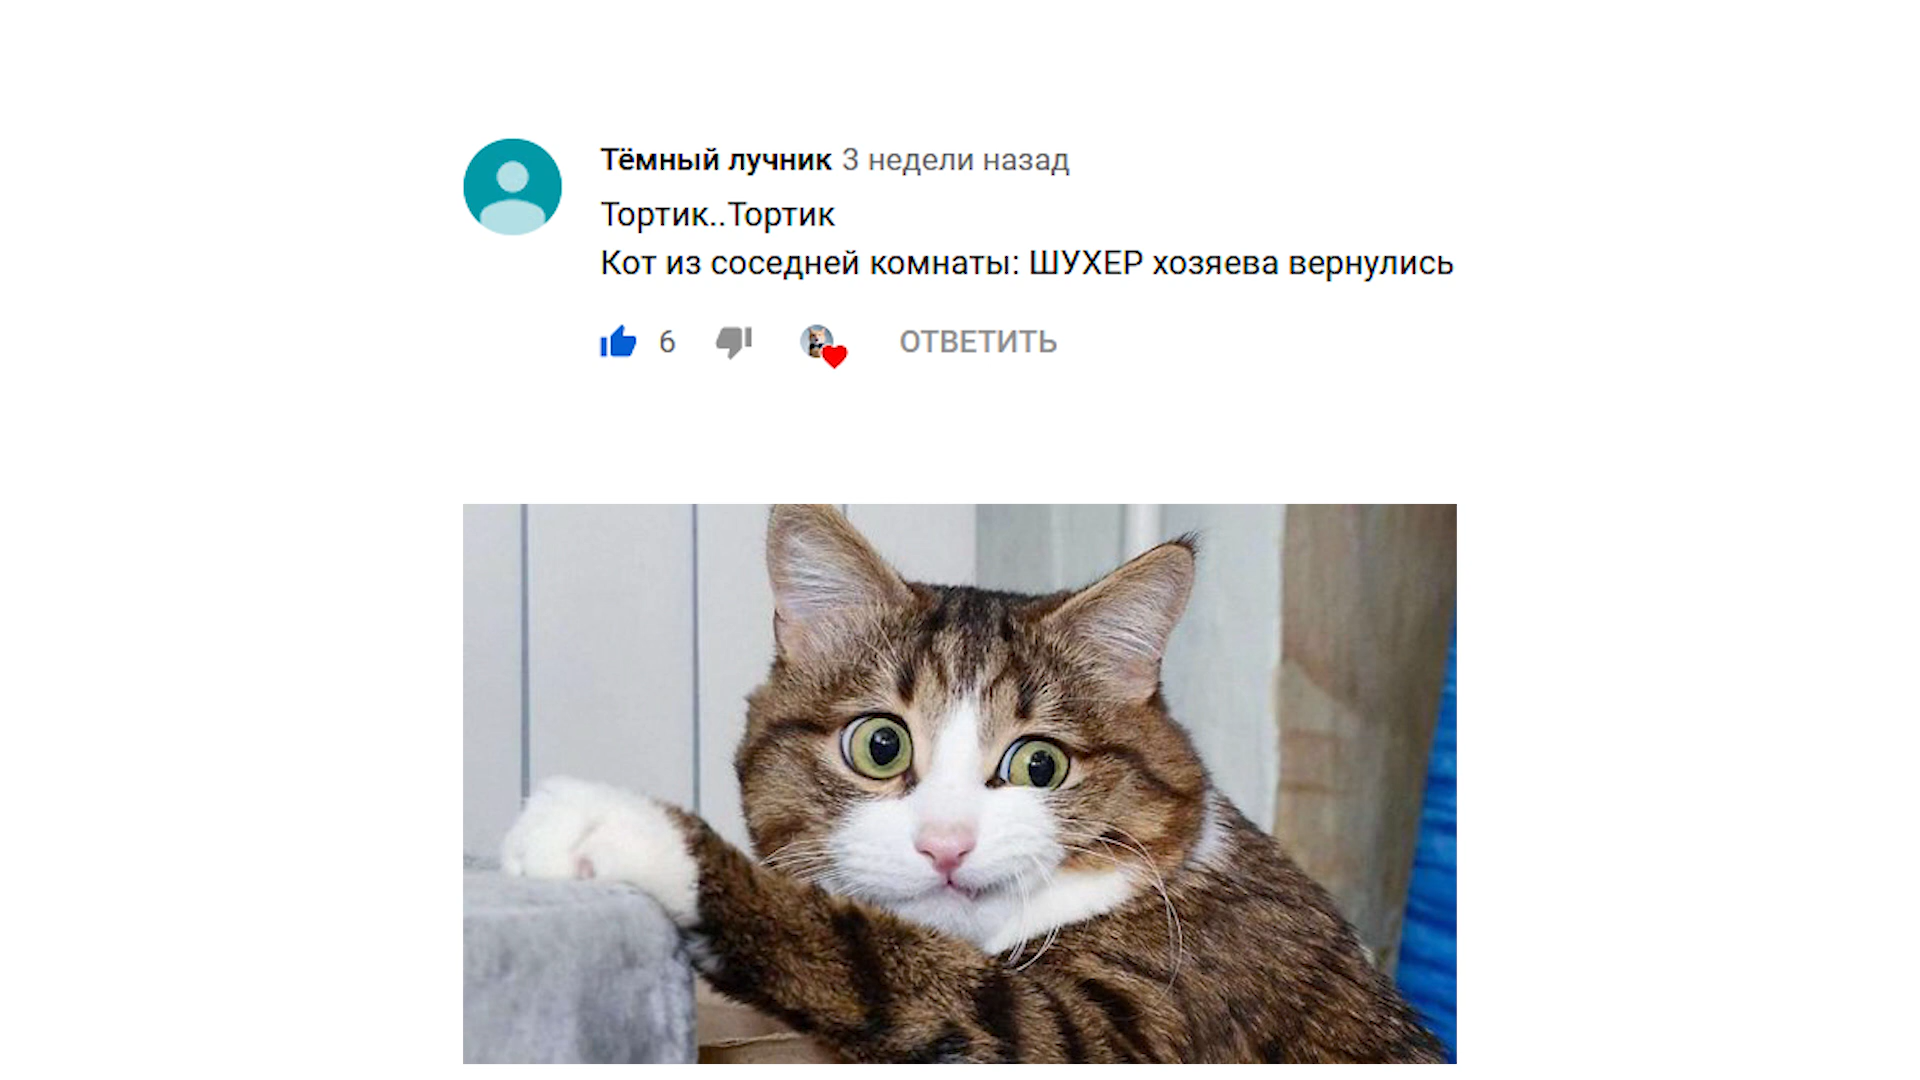 Тёмный лучник 3 недели назад
Тортик..Тортик
Кот из соседней комнаты: ШУХЕР хозяева вернулись
6 ОТВЕТИТЬ